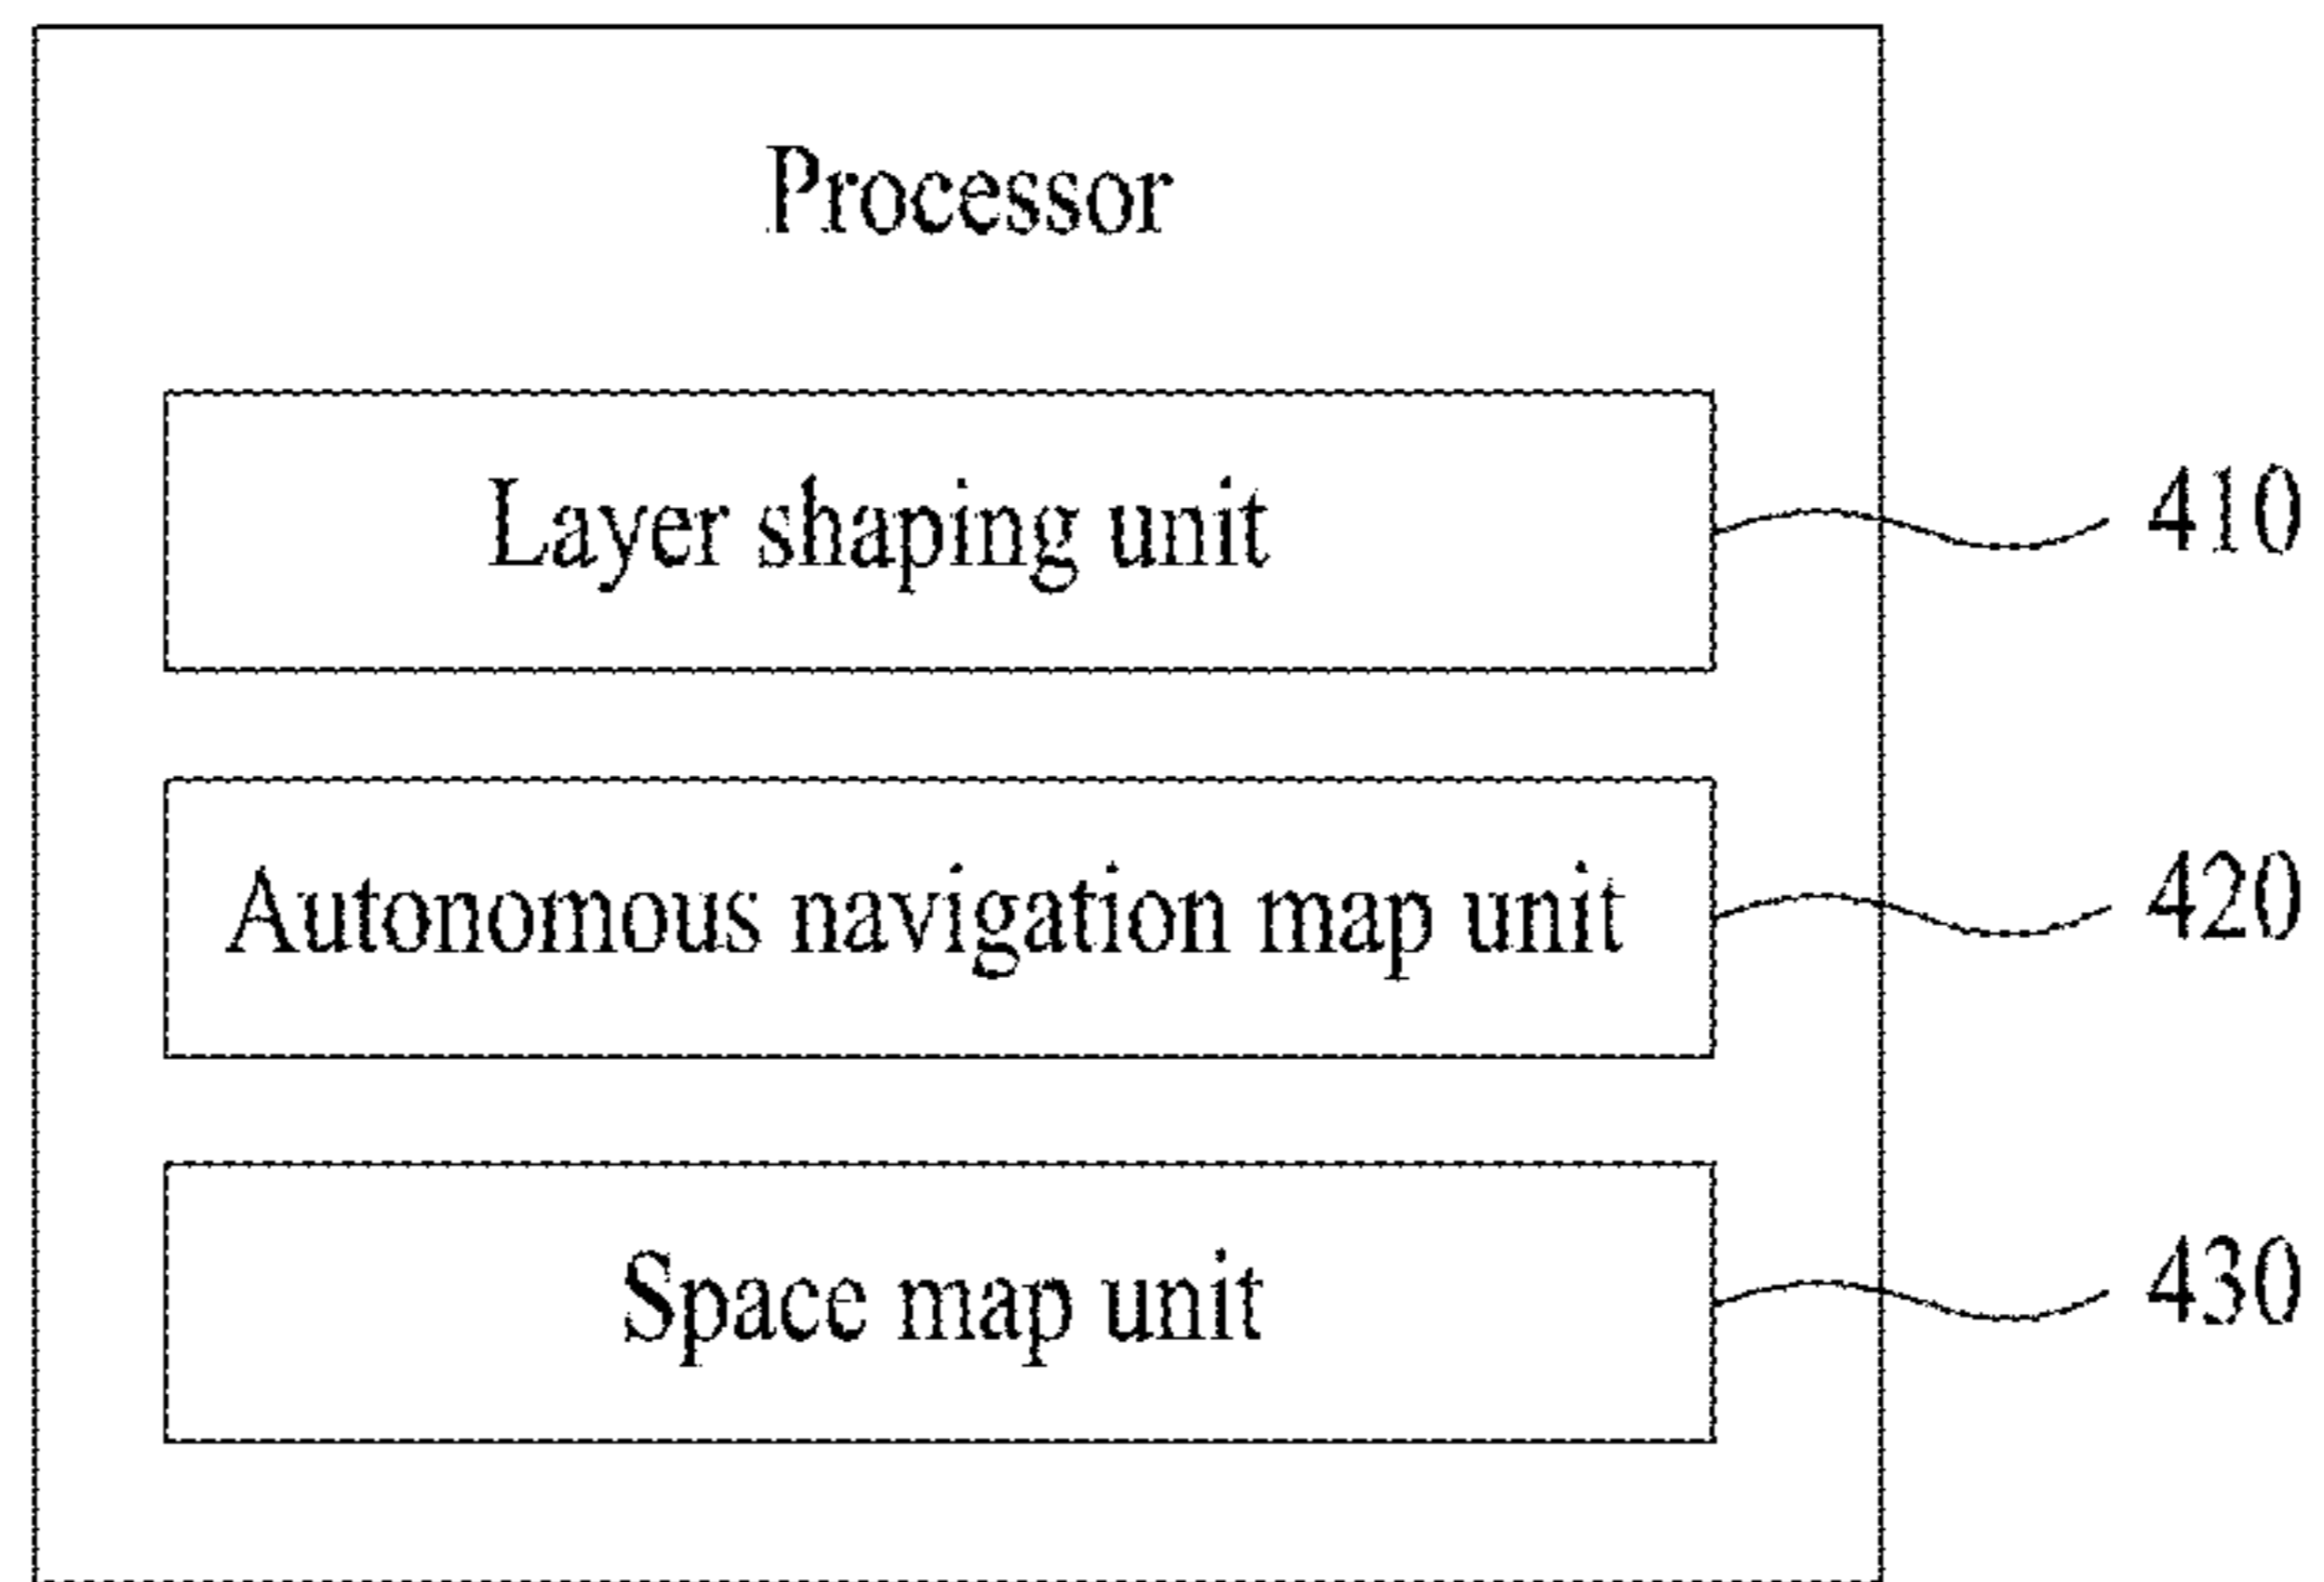 Processor
Layer shaping unit
410
Autonomous navigation map unit
420
Space map unit
430